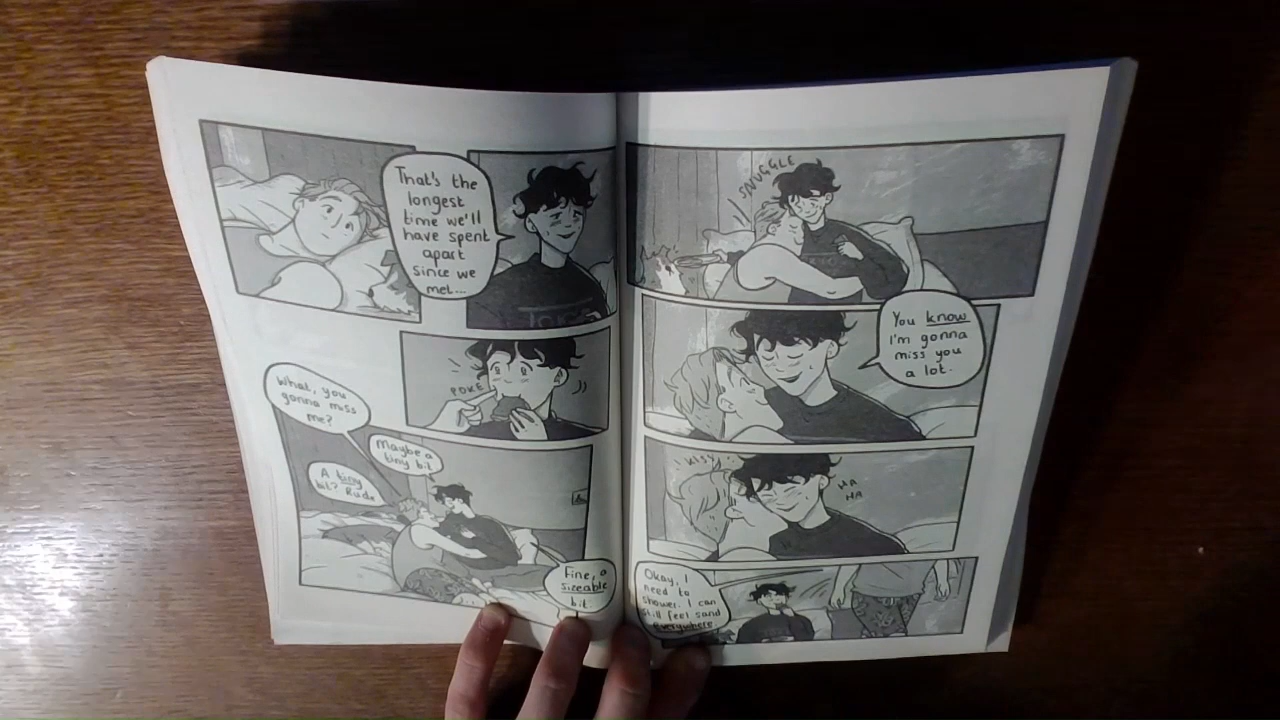 That's the
longest
time we'll
have spent
apart
since we
met...
POKE
What, you
gonna miss
me?
Maybe a
tiny bit
A tiny
bit? Rude
Fine, a
sizeable
bit
SNUGGLE
You know
I'm gonna
miss you
a lot.
KISS
HA
HA
Okay, I
need to
shower. I can
still feel sand
everywhere.